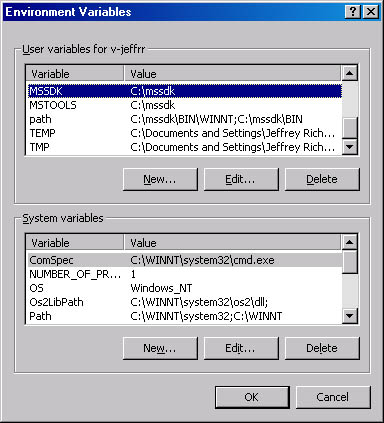 Environment Variables
User variables for v-jeffrr
Variable Value
MSSDK C:\mssdk
MSTOOLS C:\mssdk
path C:\mssdk\BIN\WINNT;C:\mssdk\BIN
TEMP C:\Documents and Settings\Jeffrey Rich...
TMP C:\Documents and Settings\Jeffrey Rich...
New... Edit... Delete
System variables
Variable Value
ComSpec C:\WINNT\system32\cmd.exe
NUMBER_OF_PR... 1
OS Windows_NT
Os2LibPath C:\WINNT\system32\os2\dll;
Path C:\WINNT\system32;C:\WINNT
New... Edit... Delete
OK Cancel